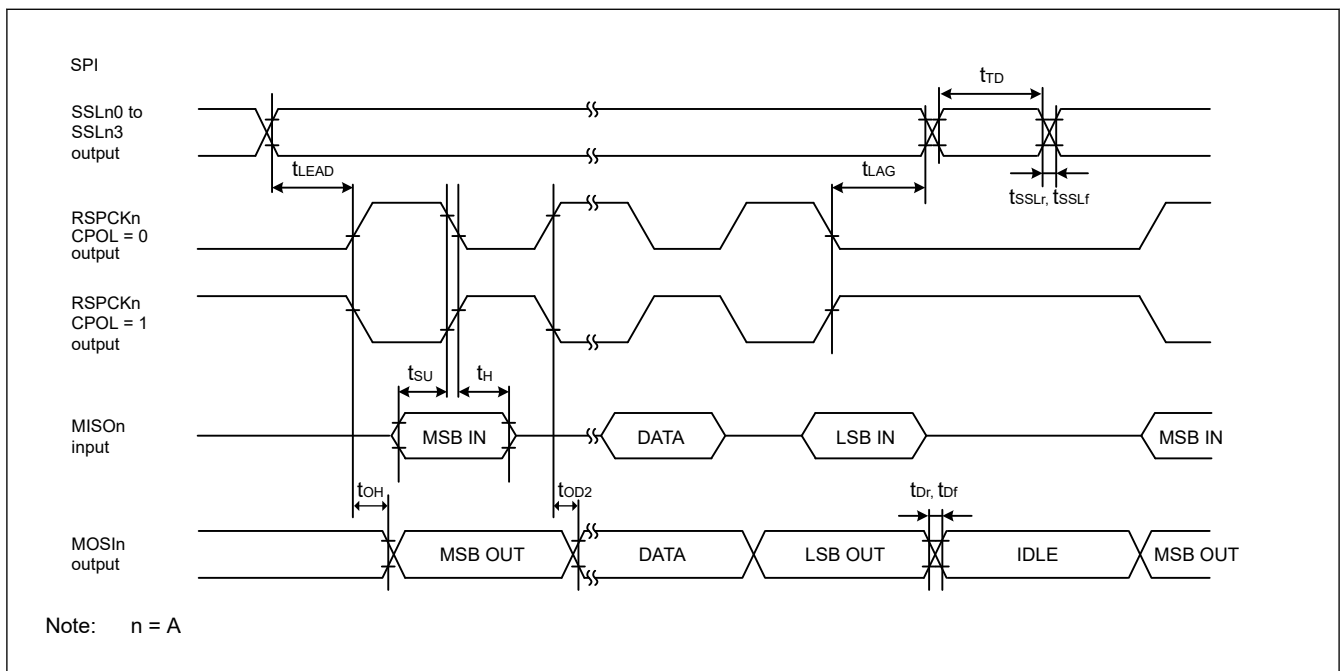 SPI
tTD
SSLn0 to
SSLn3
output
tLEAD
tLAG
tSSLr, tSSLf
RSPCKn
CPOL = 0
output
RSPCKn
CPOL = 1
output
tSU
tH
MISOn
input
MSB IN
DATA
LSB IN
MSB IN
tOH
tOD2
tDr, tDf
MOSIn
output
MSB OUT
DATA
LSB OUT
IDLE
MSB OUT
Note: n = A